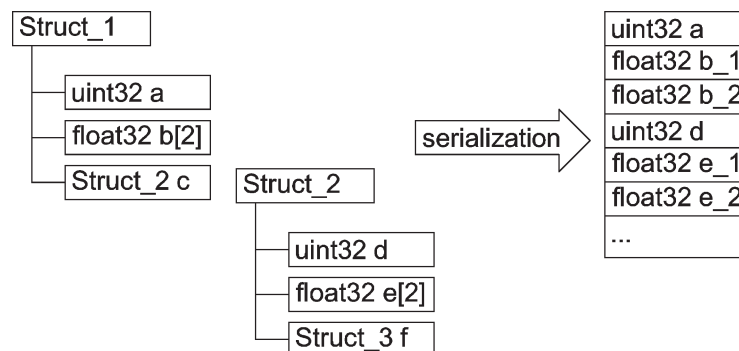 Struct_1
uint32 a
float32 b[2]
Struct_2 c
Struct_2
uint32 d
float32 e[2]
Struct_3 f
serialization
uint32 a
float32 b_1
float32 b_2
uint32 d
float32 e_1
float32 e_2
...